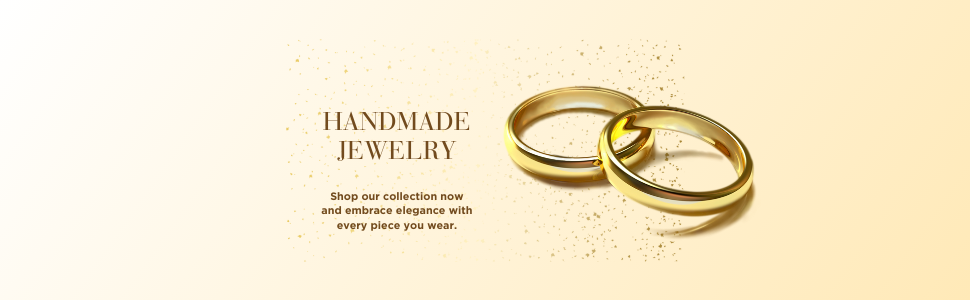 HANDMADE
JEWELRY
Shop our collection now
and embrace elegance with
every piece you wear.